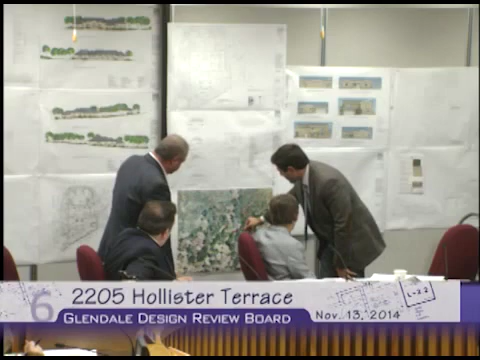 6
2205 Hollister Terrace
GLENDALE DESIGN REVIEW BOARD
Nov. 13, 2014